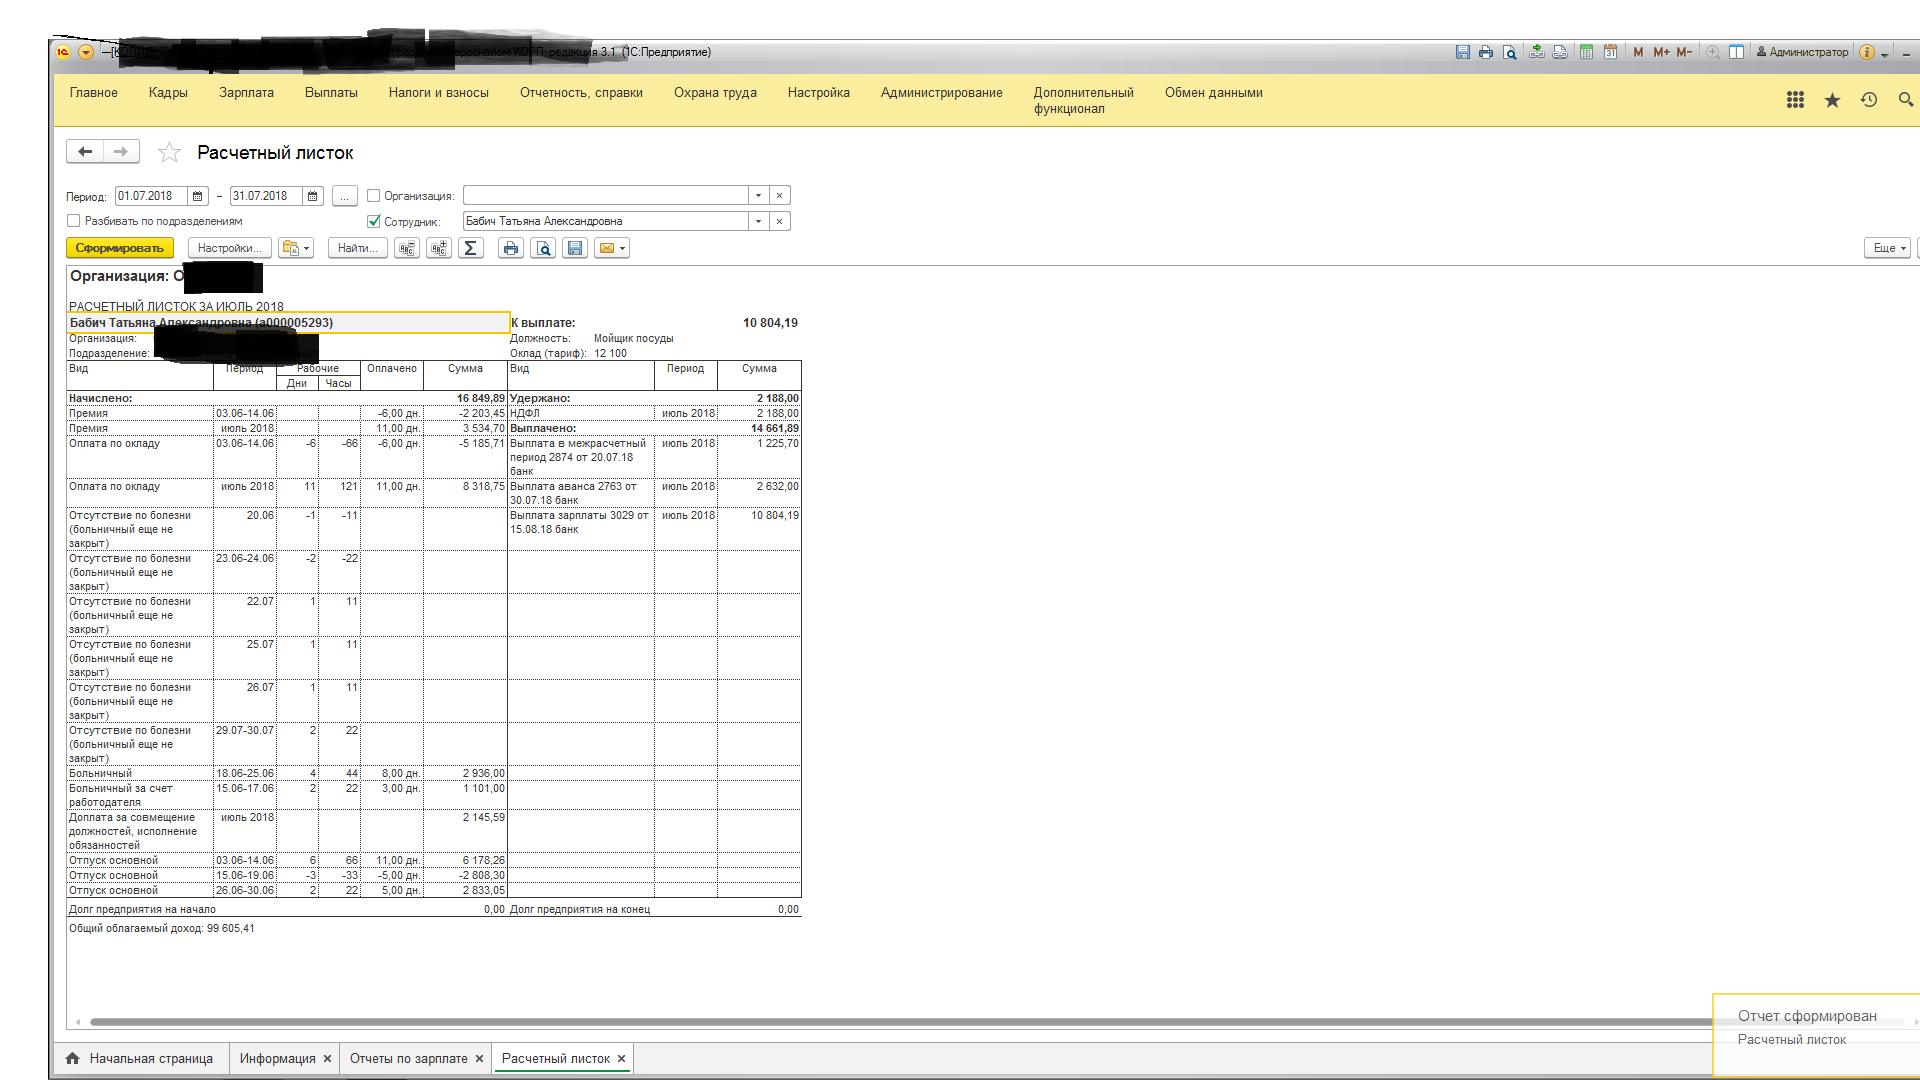 редакция 3.1 (1С:Предприятие)
M M+ M- Администратор
Главное Кадры Зарплата Выплаты Налоги и взносы Отчетность, справки Охрана труда Настройка Администрирование Дополнительный функционал Обмен данными
Расчетный листок
Период: 01.07.2018 – 31.07.2018 ... Организация:
Разбивать по подразделениям Сотрудник: Бабич Татьяна Александровна
Сформировать Настройки... Найти... Σ Еще
Организация: О
РАСЧЕТНЫЙ ЛИСТОК ЗА ИЮЛЬ 2018
Бабич Татьяна Александровна (а000005293) К выплате: 10 804,19
Организация: Должность: Мойщик посуды
Подразделение: Оклад (тариф): 12 100
Вид Период Рабочие Оплачено Сумма Вид Период Сумма
Дни Часы
Начислено: 16 849,89 Удержано: 2 188,00
Премия 03.06-14.06 -6,00 дн. -2 203,45 НДФЛ июль 2018 2 188,00
Премия июль 2018 11,00 дн. 3 534,70 Выплачено: 14 661,89
Оплата по окладу 03.06-14.06 -6 -66 -6,00 дн. -5 185,71 Выплата в межрасчетный июль 2018 1 225,70
период 2874 от 20.07.18
банк
Оплата по окладу июль 2018 11 121 11,00 дн. 8 318,75 Выплата аванса 2763 от июль 2018 2 632,00
30.07.18 банк
Отсутствие по болезни 20.06 -1 -11 Выплата зарплаты 3029 от июль 2018 10 804,19
(больничный еще не 15.08.18 банк
закрыт)
Отсутствие по болезни 23.06-24.06 -2 -22
(больничный еще не
закрыт)
Отсутствие по болезни 22.07 1 11
(больничный еще не
закрыт)
Отсутствие по болезни 25.07 1 11
(больничный еще не
закрыт)
Отсутствие по болезни 26.07 1 11
(больничный еще не
закрыт)
Отсутствие по болезни 29.07-30.07 2 22
(больничный еще не
закрыт)
Больничный 18.06-25.06 4 44 8,00 дн. 2 936,00
Больничный за счет 15.06-17.06 2 22 3,00 дн. 1 101,00
работодателя
Доплата за совмещение июль 2018 2 145,59
должностей, исполнение
обязанностей
Отпуск основной 03.06-14.06 6 66 11,00 дн. 6 178,26
Отпуск основной 15.06-19.06 -3 -33 -5,00 дн. -2 808,30
Отпуск основной 26.06-30.06 2 22 5,00 дн. 2 833,05
Долг предприятия на начало 0,00 Долг предприятия на конец 0,00
Общий облагаемый доход: 99 605,41
Отчет сформирован
Расчетный листок
Начальная страница Информация × Отчеты по зарплате × Расчетный листок ×